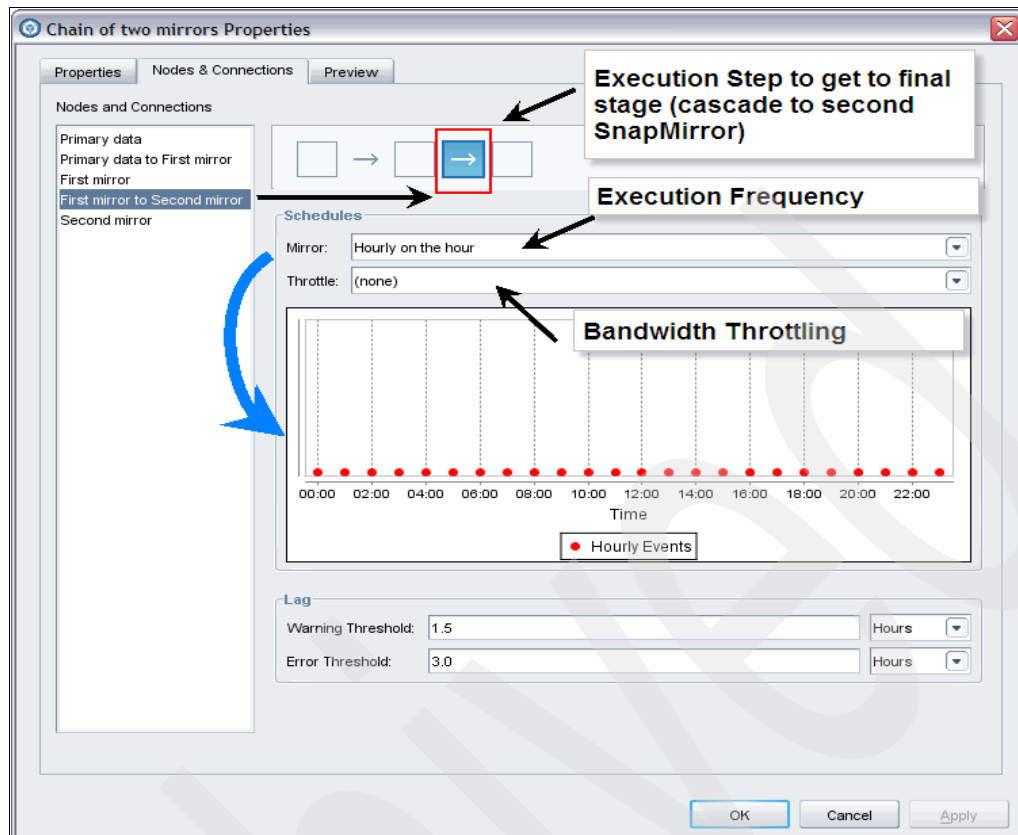 Chain of two mirrors Properties
Properties
Nodes & Connections
Preview
Execution Step to get to final
stage (cascade to second
SnapMirror)
Nodes and Connections
Primary data
Primary data to First mirror
First mirror
First mirror to Second mirror
Second mirror
Execution Frequency
Schedules
Mirror: Hourly on the hour
Throttle: (none)
Bandwidth Throttling
00:00 02:00 04:00 06:00 08:00 10:00 12:00 14:00 16:00 18:00 20:00 22:00
Time
Hourly Events
Lag
Warning Threshold: 1.5 Hours
Error Threshold: 3.0 Hours
OK Cancel Apply